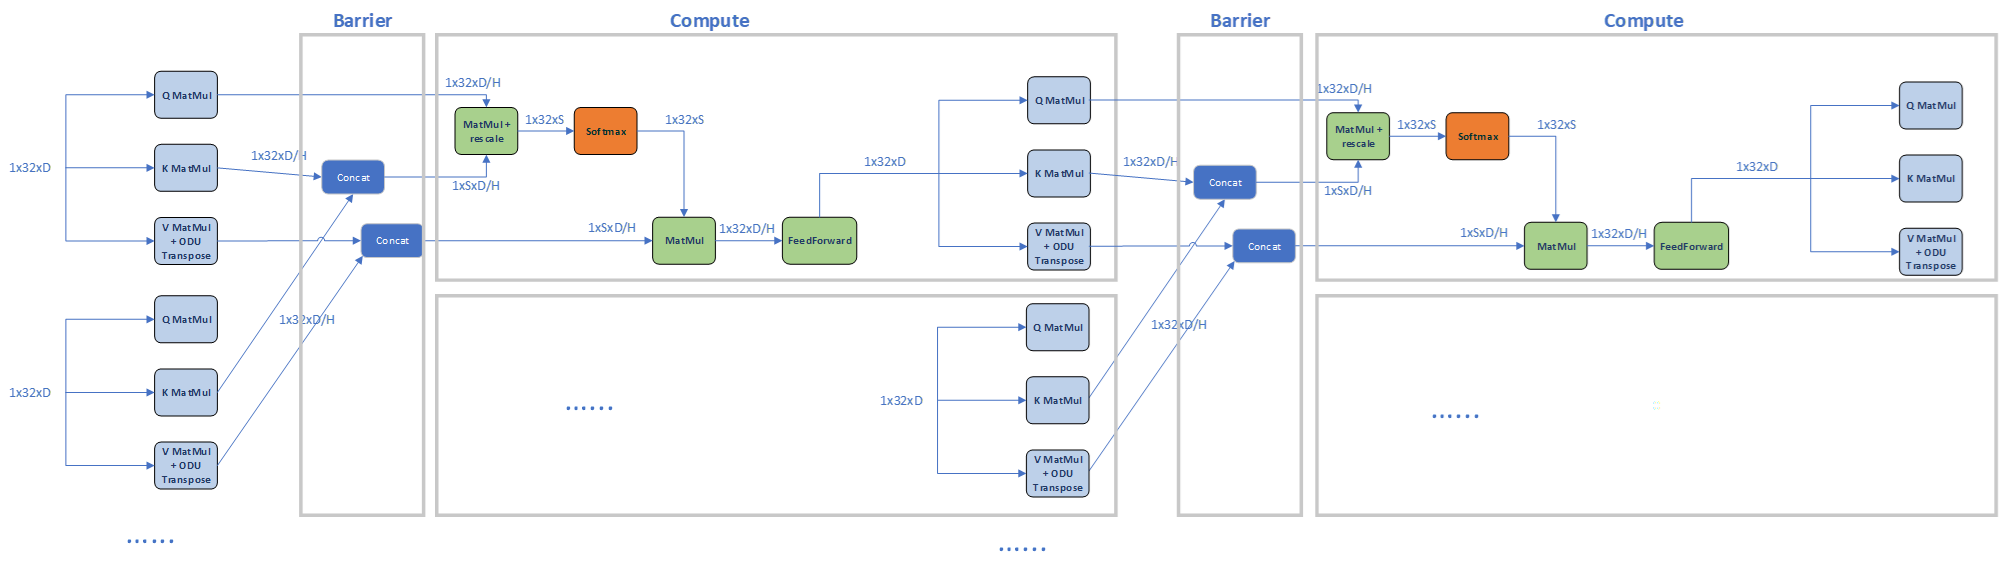 Barrier
Compute
Barrier
Compute
1x32xD
Q MatMul
K MatMul
V MatMul
+ ODU
Transpose
1x32xD/H
Concat
Concat
1x32xD/H
1xSxD/H
MatMul +
rescale
1x32xS
Softmax
1x32xS
1xSxD/H
MatMul
1x32xD/H
FeedForward
1x32xD
Q MatMul
K MatMul
V MatMul
+ ODU
Transpose
1x32xD/H
Concat
Concat
1x32xD/H
1xSxD/H
MatMul +
rescale
1x32xS
Softmax
1x32xS
1xSxD/H
MatMul
1x32xD/H
FeedForward
1x32xD
Q MatMul
K MatMul
V MatMul
+ ODU
Transpose
1x32xD
Q MatMul
K MatMul
V MatMul
+ ODU
Transpose
1x32xD/H
......
1x32xD
Q MatMul
K MatMul
V MatMul
+ ODU
Transpose
1x32xD/H
......
......
......